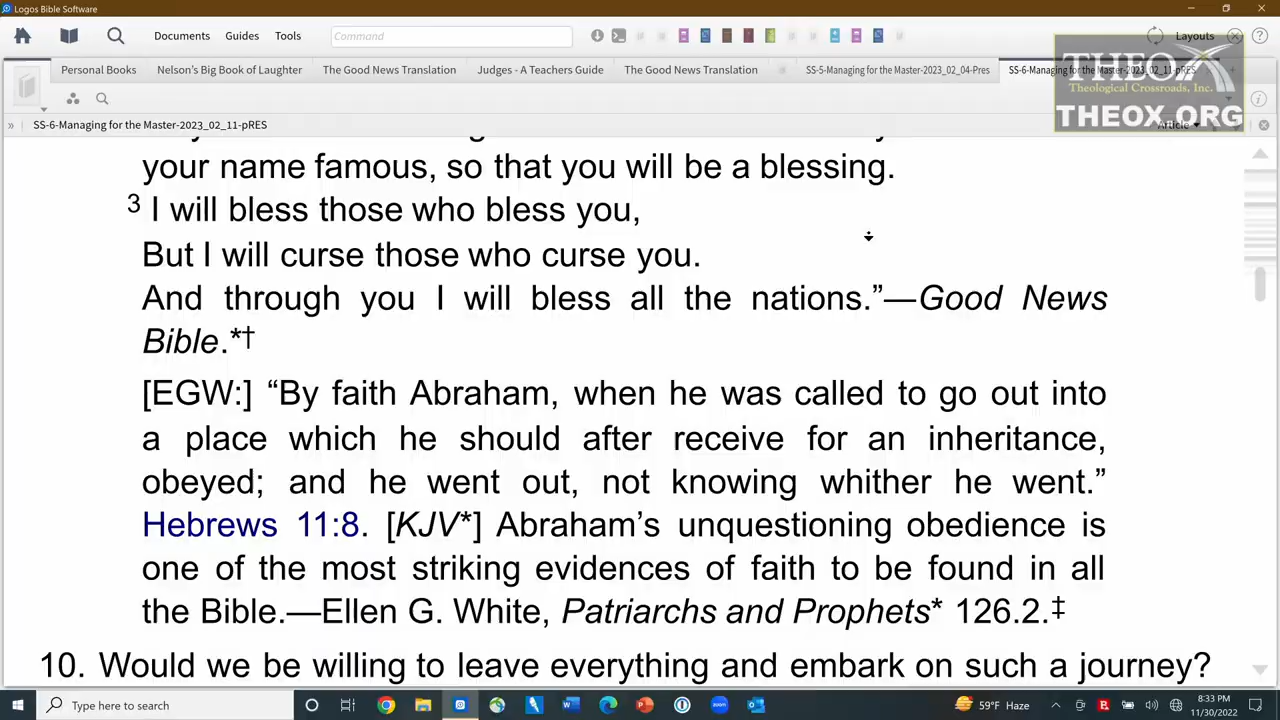 Logos Bible Software
Documents Guides Tools Command Layouts
Personal Books Nelson's Big Book of Laughter The Go Judges - A Teachers Guide The Good News Translation SS-5-Managing for the Master-2023_02_04-Pres SS-6-Managing for the Master-2023_02_11-pRES
THEOX
Theological Crossroads, Inc.
THEOX.ORG
» SS-6-Managing for the Master-2023_02_11-pRES Article
your name famous, so that you will be a blessing.
3 I will bless those who bless you,
But I will curse those who curse you.
And through you I will bless all the nations.”—Good News
Bible.*†
[EGW:] “By faith Abraham, when he was called to go out into
a place which he should after receive for an inheritance,
obeyed; and he went out, not knowing whither he went.”
Hebrews 11:8. [KJV*] Abraham’s unquestioning obedience is
one of the most striking evidences of faith to be found in all
the Bible.—Ellen G. White, Patriarchs and Prophets* 126.2.‡
10. Would we be willing to leave everything and embark on such a journey?
Type here to search
59°F Haze
8:33 PM
11/30/2022